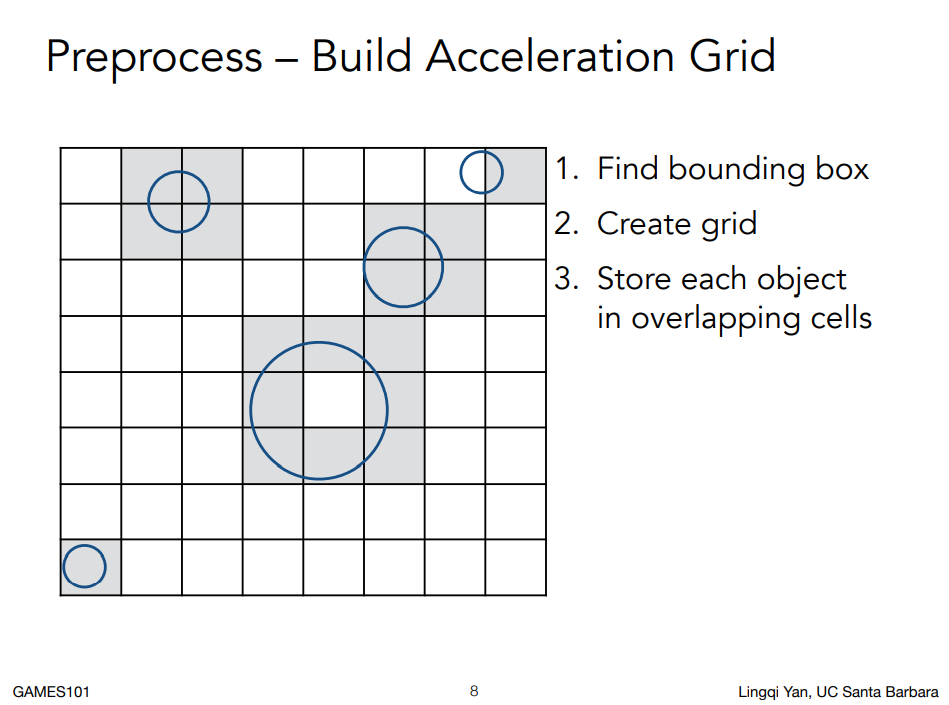 Preprocess – Build Acceleration Grid
1. Find bounding box
2. Create grid
3. Store each object
in overlapping cells
GAMES101
8
Lingqi Yan, UC Santa Barbara